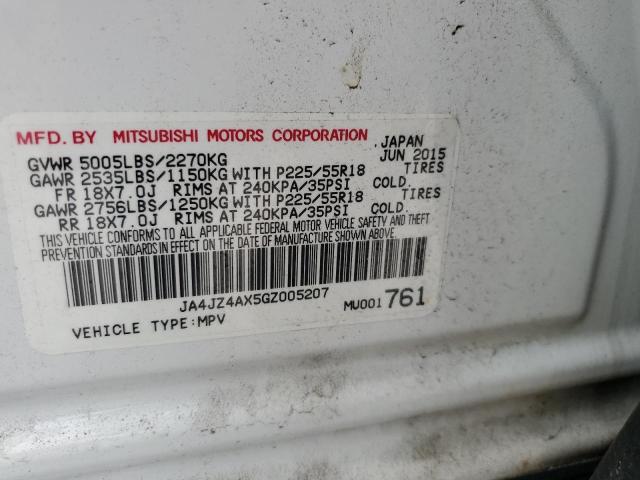 MFD. BY MITSUBISHI MOTORS CORPORATION , JAPAN
GVWR 5005LBS/2270KG JUN 2015
GAWR 2535LBS/1150KG WITH P225/55R18 TIRES
FR 18X7.0J RIMS AT 240KPA/35PSI COLD.
GAWR 2756LBS/1250KG WITH P225/55R18 TIRES
RR 18X7.0J RIMS AT 240KPA/35PSI COLD.
THIS VEHICLE CONFORMS TO ALL APPLICABLE FEDERAL MOTOR VEHICLE SAFETY AND THEFT
PREVENTION STANDARDS IN EFFECT ON THE DATE OF MANUFACTURE SHOWN ABOVE.
JA4JZ4AX5GZ005207 MU001 761
VEHICLE TYPE:MPV